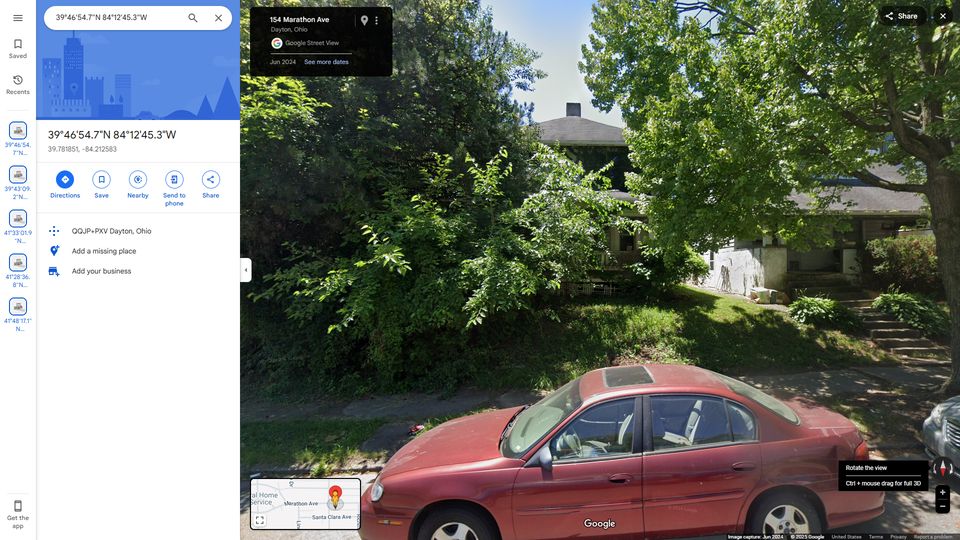 39°46'54.7"N 84°12'45.3"W
Saved
Recents
39°46'54.
7"N...
39°43'09.
2"N...
41°33'01.9
"N...
41°28'36.
8"N...
41°48'17.1"
N...
Get the
app
39°46'54.7"N 84°12'45.3"W
39.781851, -84.212583
Directions
Save
Nearby
Send to
phone
Share
QQJP+PXV Dayton, Ohio
Add a missing place
Add your business
154 Marathon Ave
Dayton, Ohio
Google Street View
Jun 2024 See more dates
Share
al Home
Service
Marathon Ave
Santa Clara Ave
Google
Rotate the view
Ctrl + mouse drag for full 3D
Image capture: Jun 2024 © 2025 Google United States Terms Privacy Report a problem